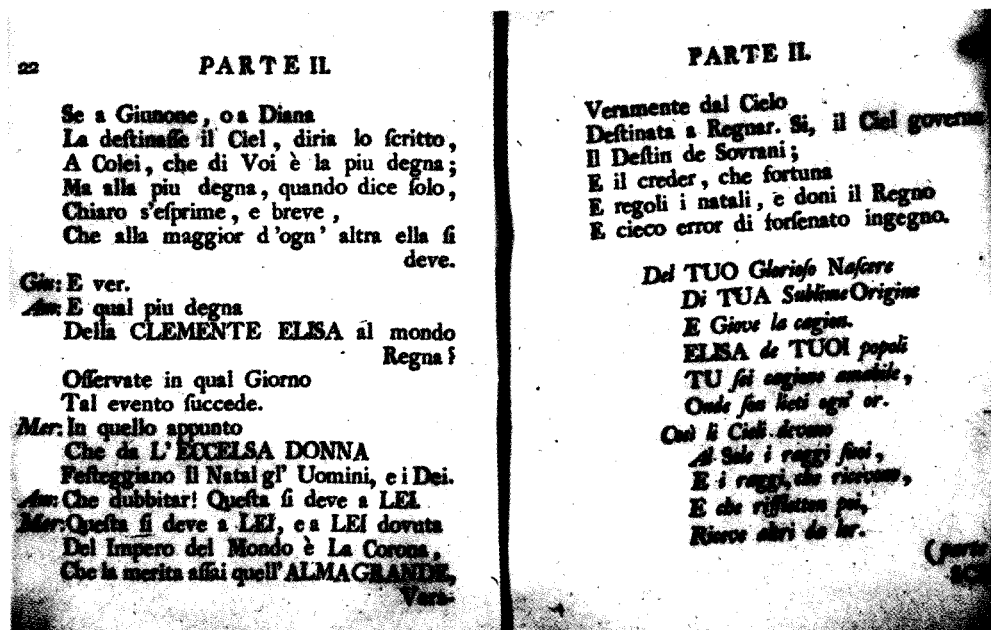 22
PARTE II.
Se a Giunone, o a Diana
La deſtinaſſe il Ciel, diria lo ſcritto,
A Colei, che di Voi è la piu degna;
Ma alla piu degna, quando dice ſolo,
Chiaro s'eſprime, e breve,
Che alla maggior d'ogn' altra ella ſi
deve.
Giu: E ver.
Am: E qual piu degna
Della CLEMENTE ELISA al mondo
Regna?
Oſſervate in qual Giorno
Tal evento ſuccede.
Mer: In quello appunto
Che da L'ECCELSA DONNA
Feſteggiano Il Natal gl' Uomini, e i Dei.
Am: Che dubbitar! Queſta ſi deve a LEI.
Mer: Queſta ſi deve a LEI, e a LEI dovuta
Del Impero del Mondo è La Corona,
Che la merita aſſai quell' ALMA GRANDE,
Vera-
PARTE II.
Veramente dal Cielo
Deſtinata a Regnar. Si, il Ciel governa
Il Deſtin de Sovrani;
E il creder, che fortuna
E regoli i natali, e doni il Regno
E cieco error di forſenato ingegno.
Del TUO Glorioſo Naſcere
Di TUA Sublime Origine
E Giove la cagion.
ELISA de TUOI popoli
TU ſei cagione amabile,
Onde ſon lieti ogn' or.
li Cieli devono
Al Sole i raggi ſuoi,
E i raggi, che ricevono,
E che riffletton poi,
Riceve altri da lor.
(parte
SCE